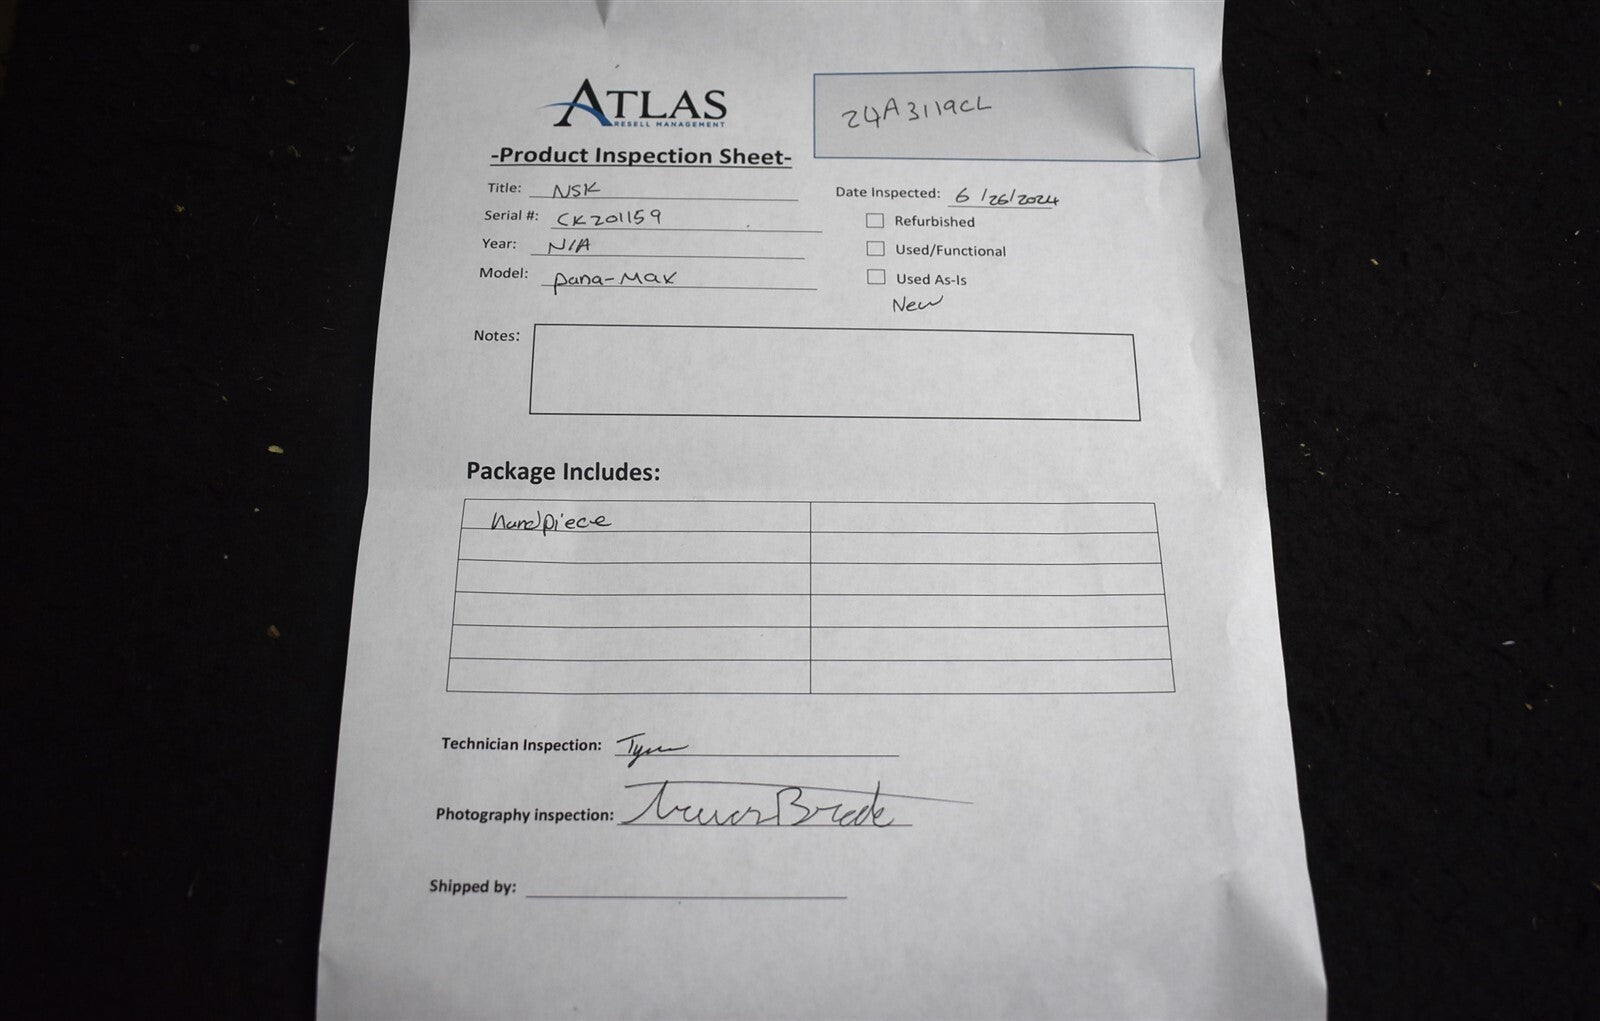 ATLAS
RESELL MANAGEMENT
24A3119CL
-Product Inspection Sheet-
Title: NSK
Date Inspected: 6/26/2024
Serial #: CK201159
Refurbished
Year: N/A
Used/Functional
Model: pana-Max
Used As-Is
New
Notes:
Package Includes:
handpiece
Technician Inspection:
Photography inspection:
Shipped by: